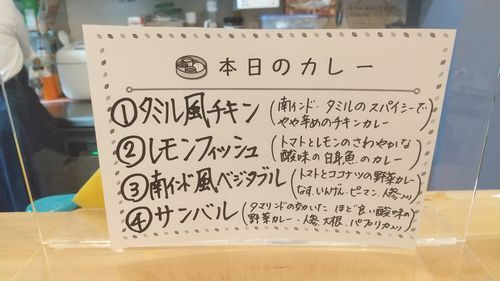 本日のカレー
①タミル風チキン (南インド・タミルのスパイシーで
やや辛めのチキンカレー)
②レモンフィッシュ (トマトとレモンのさわやかな
酸味の白身魚のカレー)
③南インド風ベジタブル (トマトとココナツの野菜カレー
なす、いんげん、ピーマン、人参入り)
④サンバル (タマリンドの効いた ほど良い酸味の
野菜カレー・人参、大根、パプリカ入り)